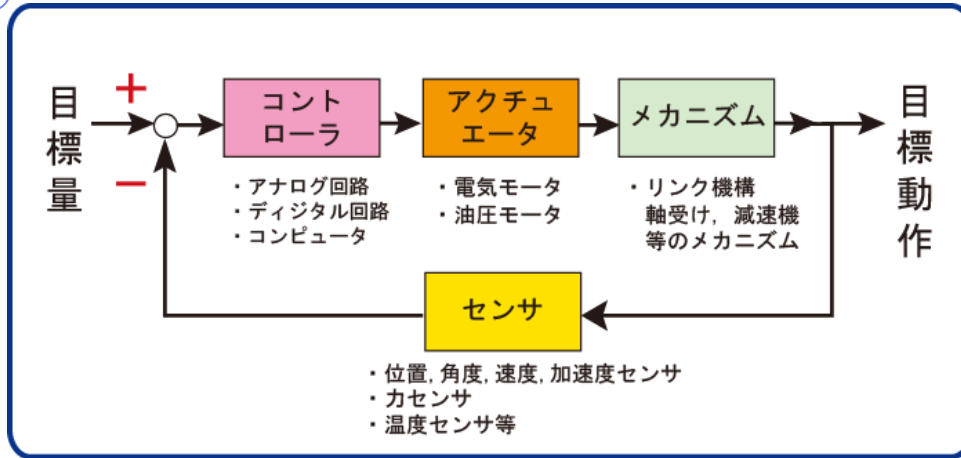 目標量
+
−
コント
ローラ
アクチュ
エータ
メカニズム
目標動作
・アナログ回路
・ディジタル回路
・コンピュータ
・電気モータ
・油圧モータ
・リンク機構
軸受け，減速機
等のメカニズム
センサ
・位置, 角度, 速度, 加速度センサ
・力センサ
・温度センサ等